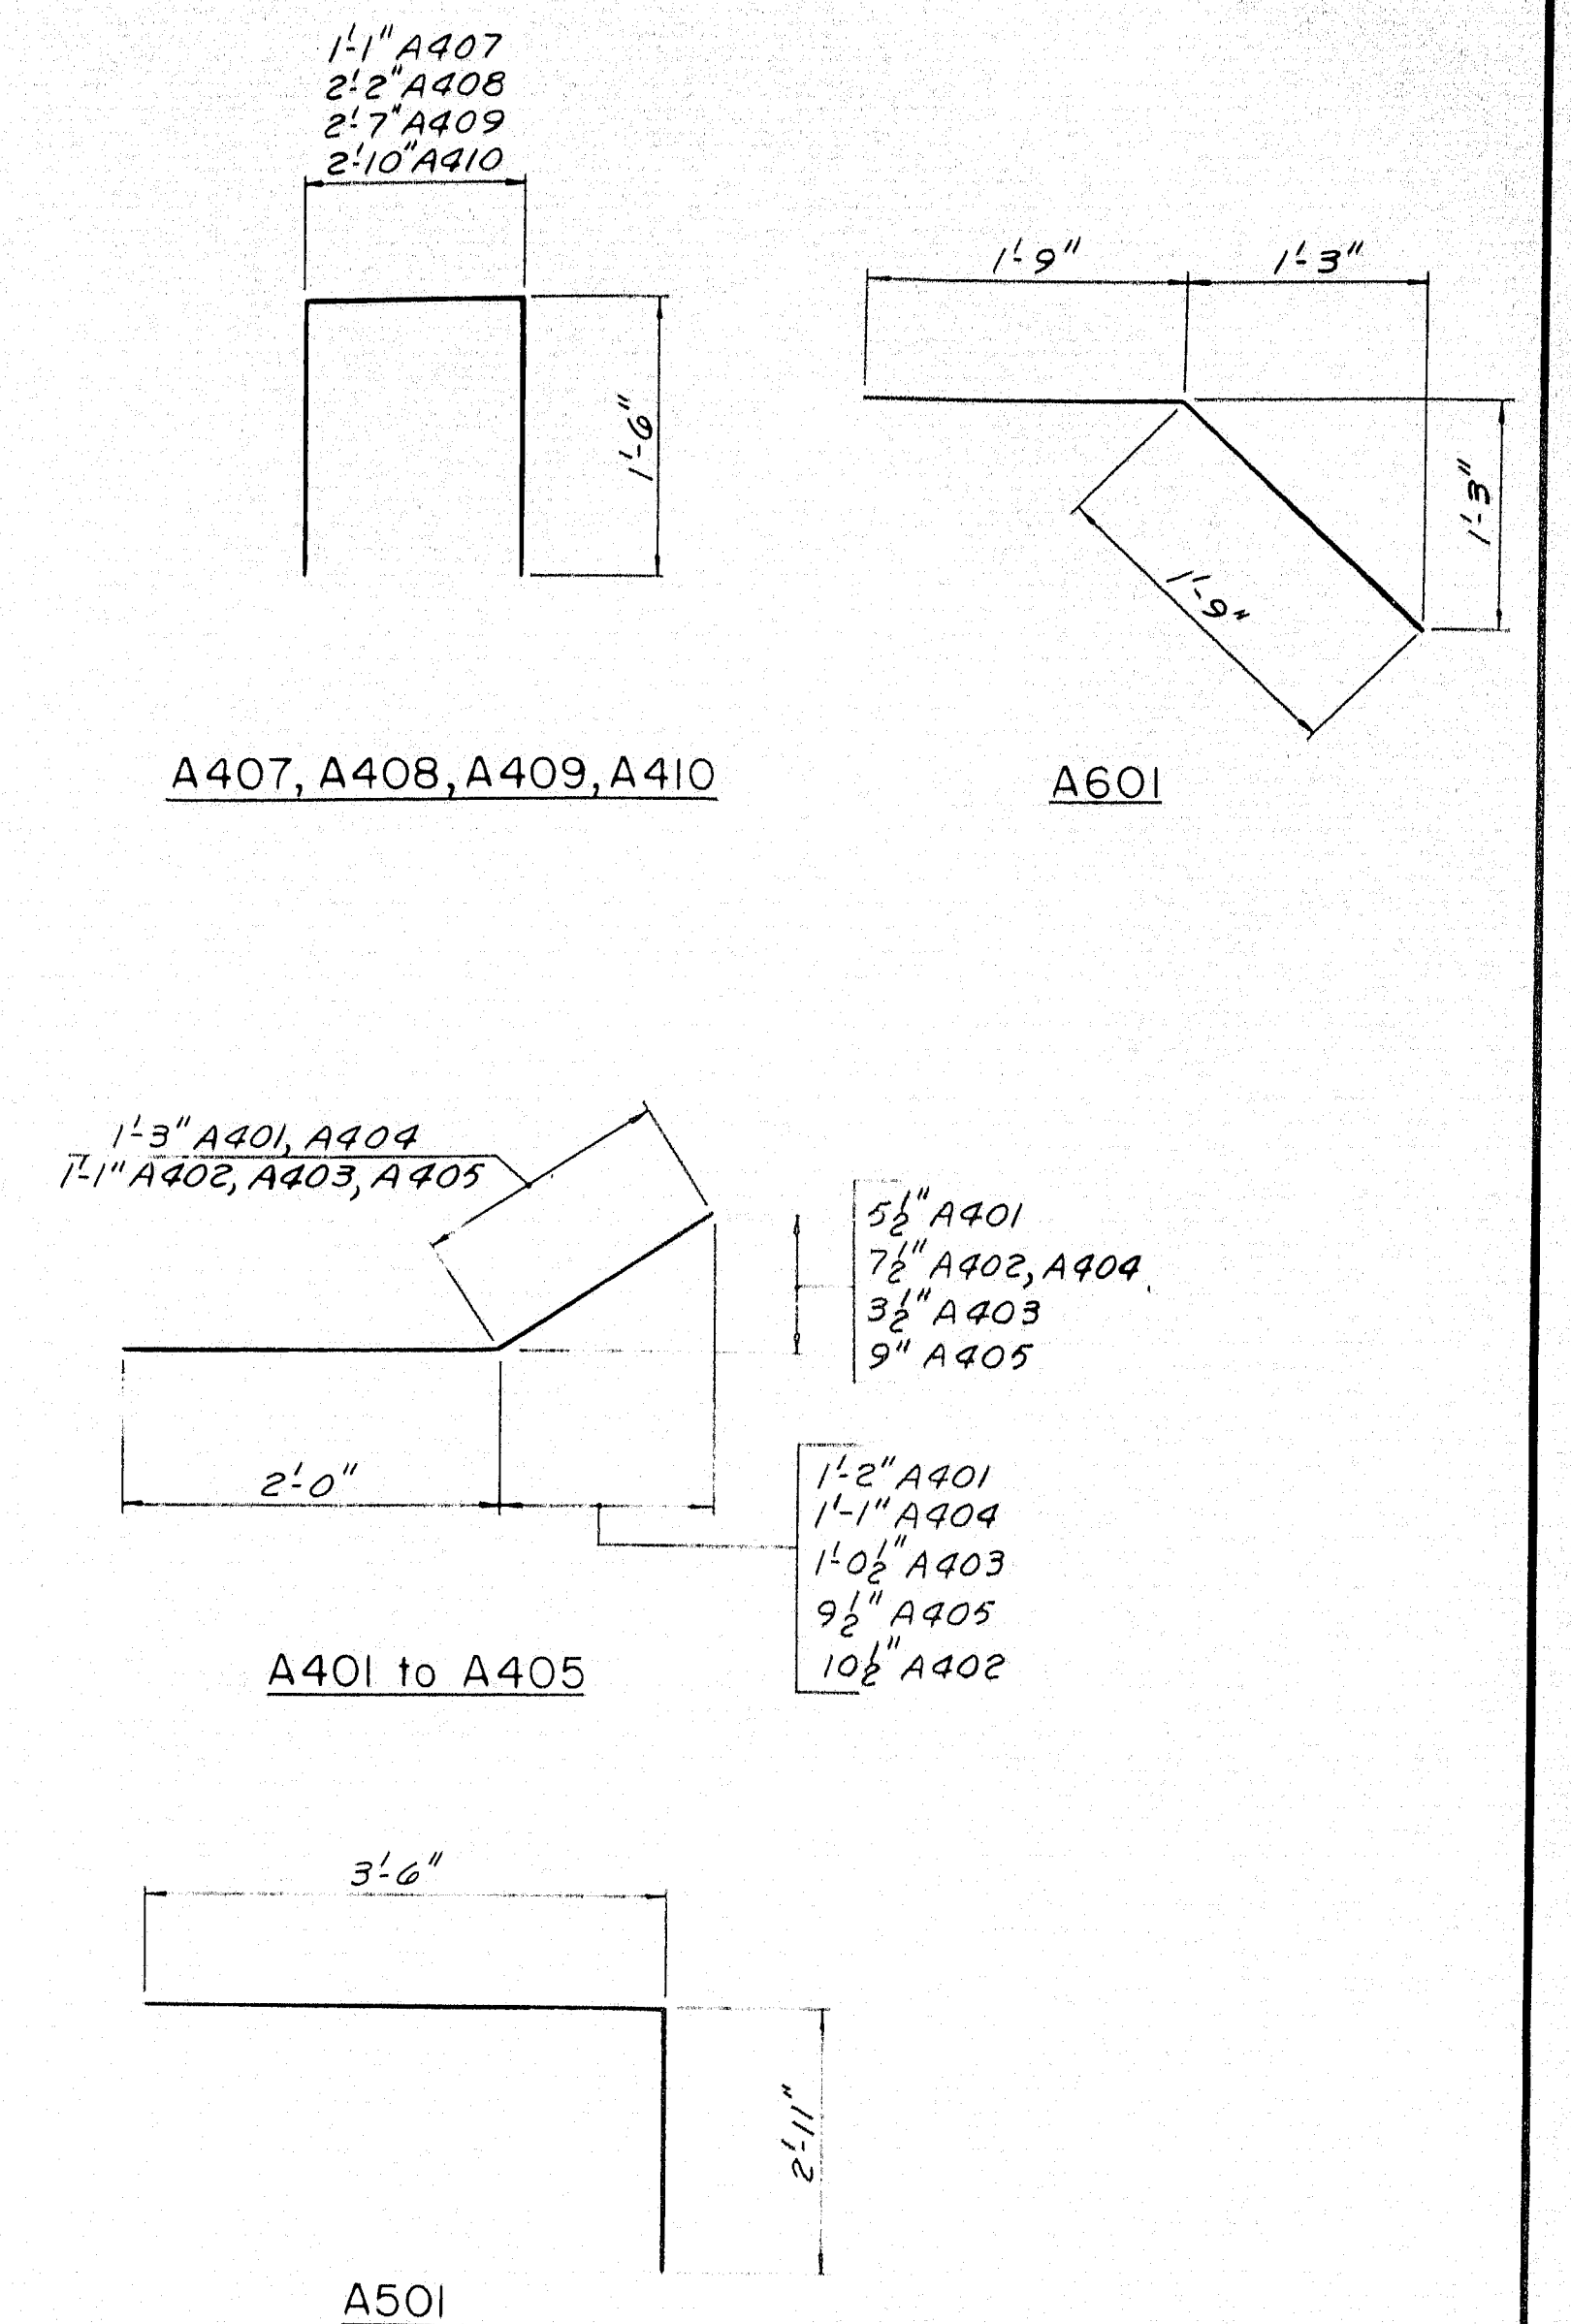 1'-1" A407
2'-2" A408
2'-7" A409
2'-10" A410
1'-6"
A407, A408, A409, A410
1'-9"
1'-3"
1'-3"
1'-9"
A601
1'-3" A401, A404
1'-1" A402, A403, A405
5½" A401
7½" A402, A404
3½" A403
9" A405
2'-0"
1'-2" A401
1'-1" A404
1'-0½" A403
9½" A405
10½" A402
A401 to A405
3'-6"
2'-11"
A501